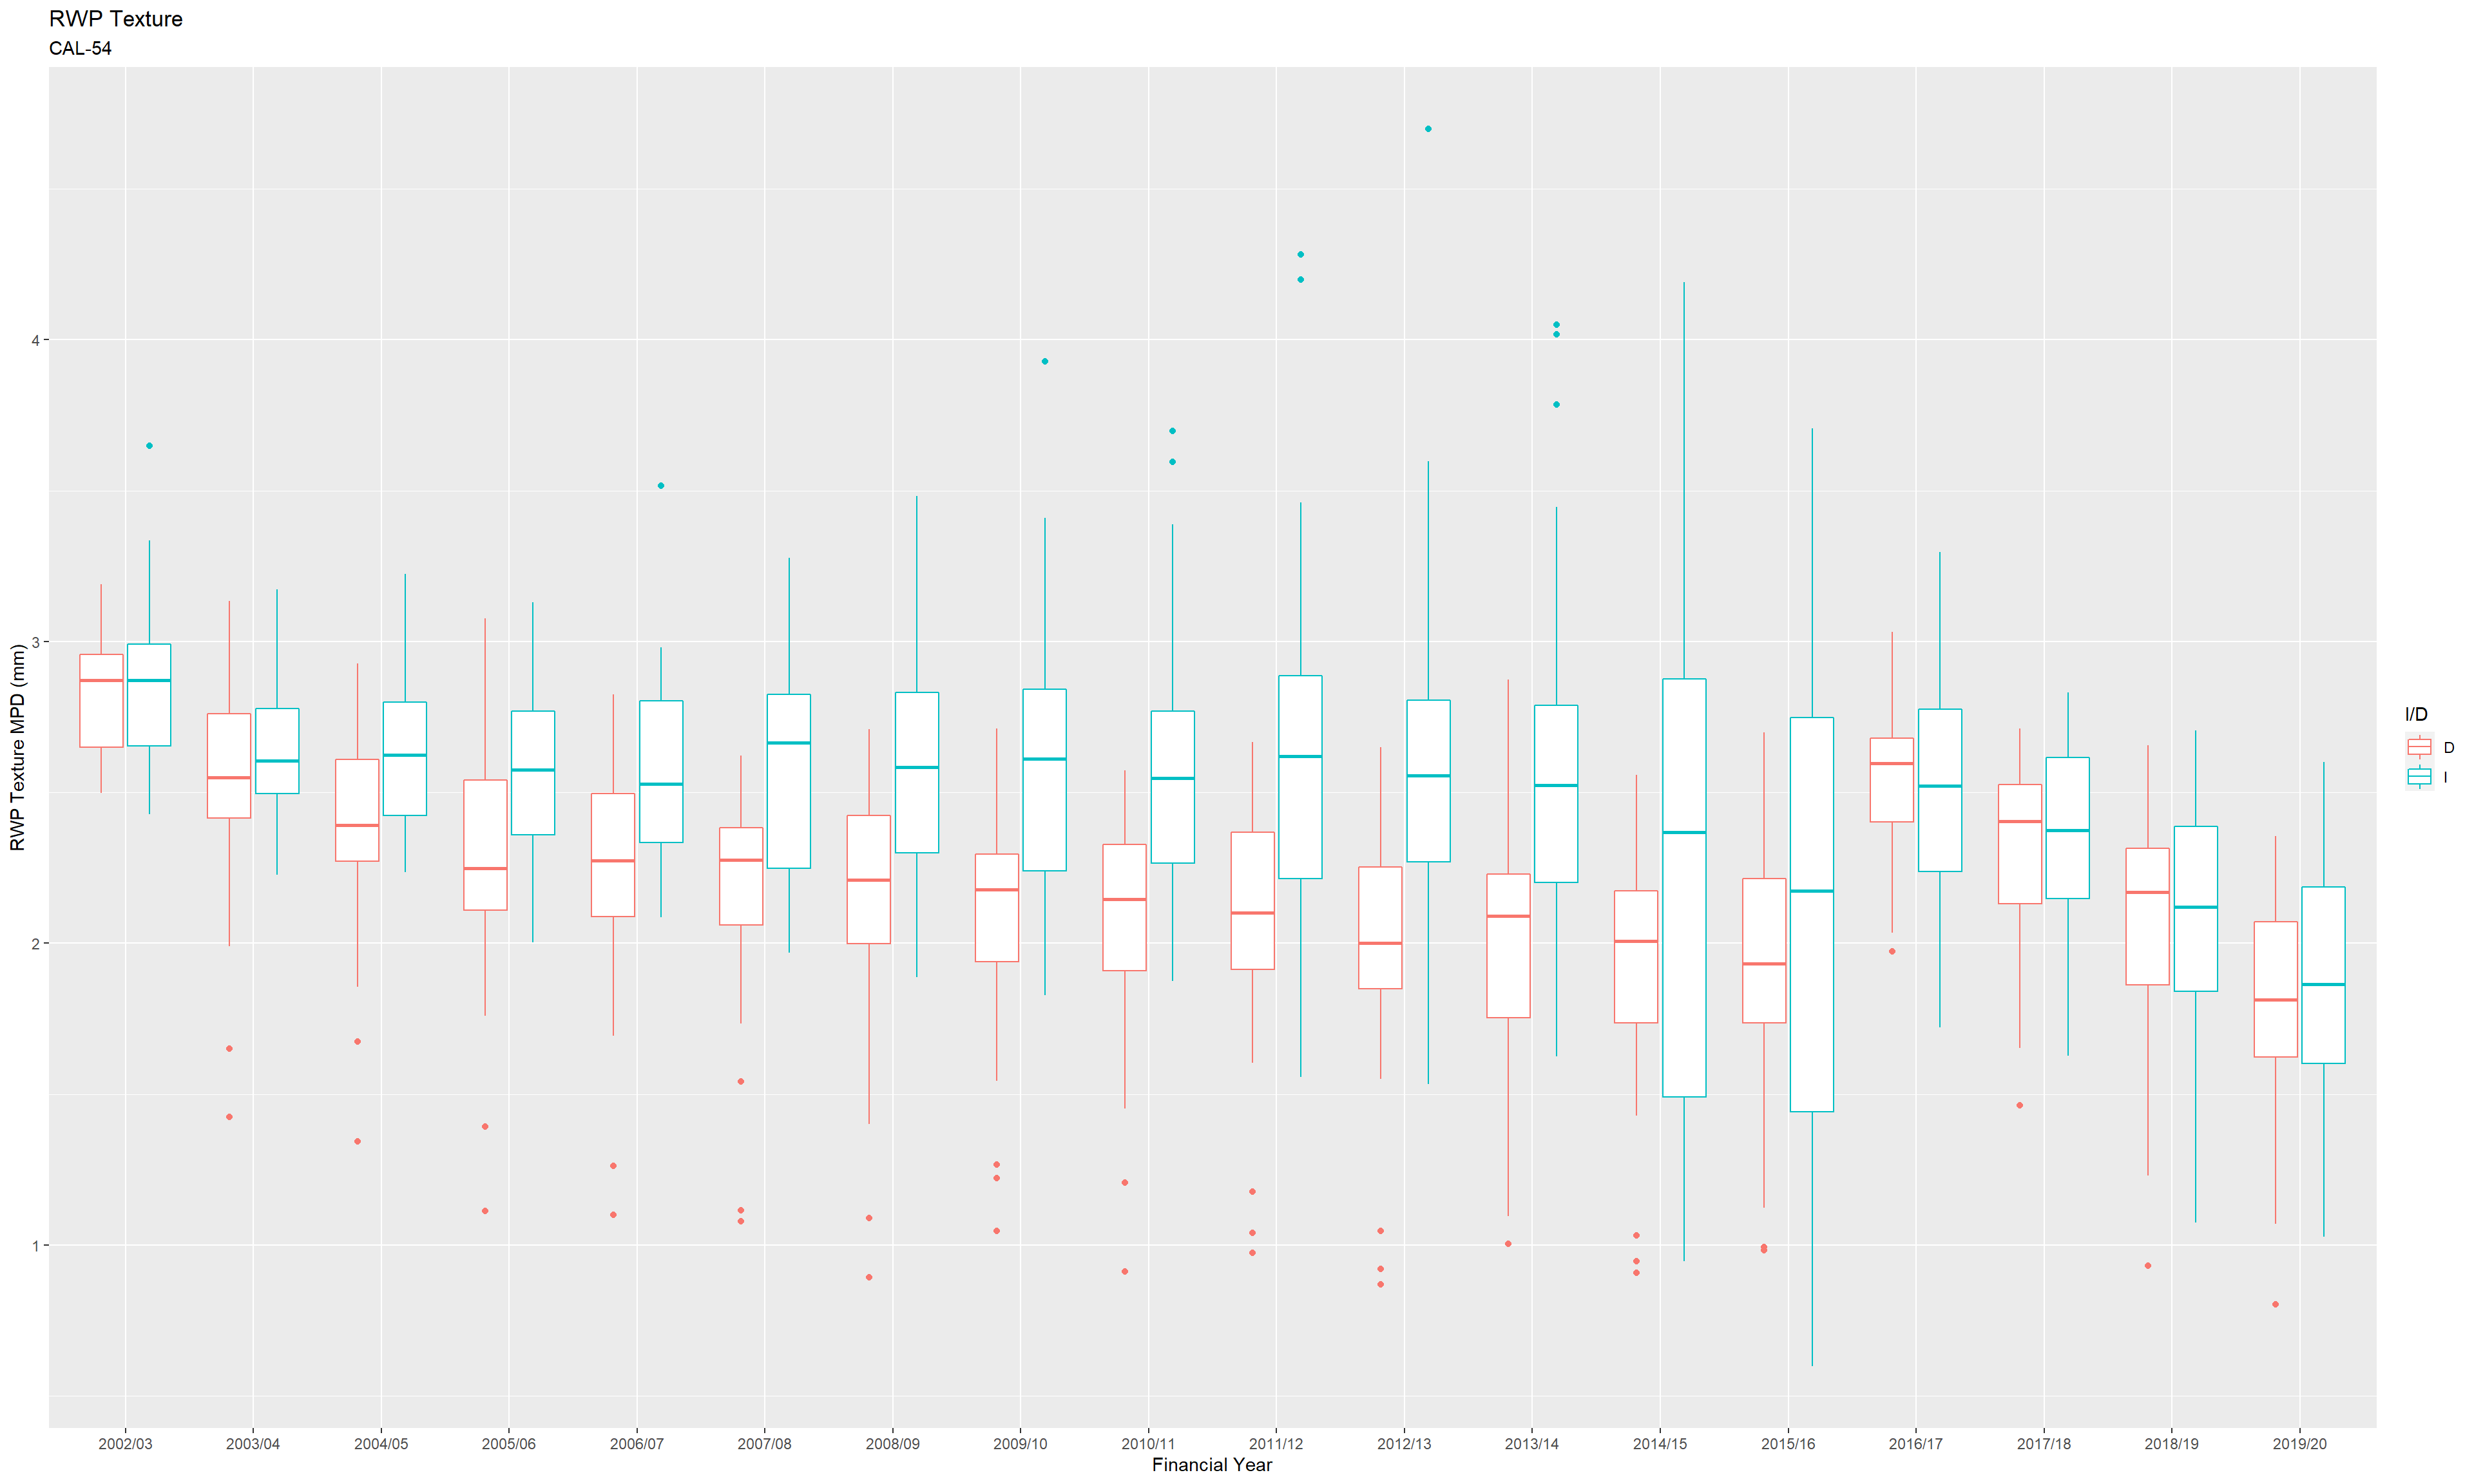 RWP Texture
CAL-54
RWP Texture MPD (mm)
4
3
2
1
2002/03 2003/04 2004/05 2005/06 2006/07 2007/08 2008/09 2009/10 2010/11 2011/12 2012/13 2013/14 2014/15 2015/16 2016/17 2017/18 2018/19 2019/20
Financial Year
I/D
D
I